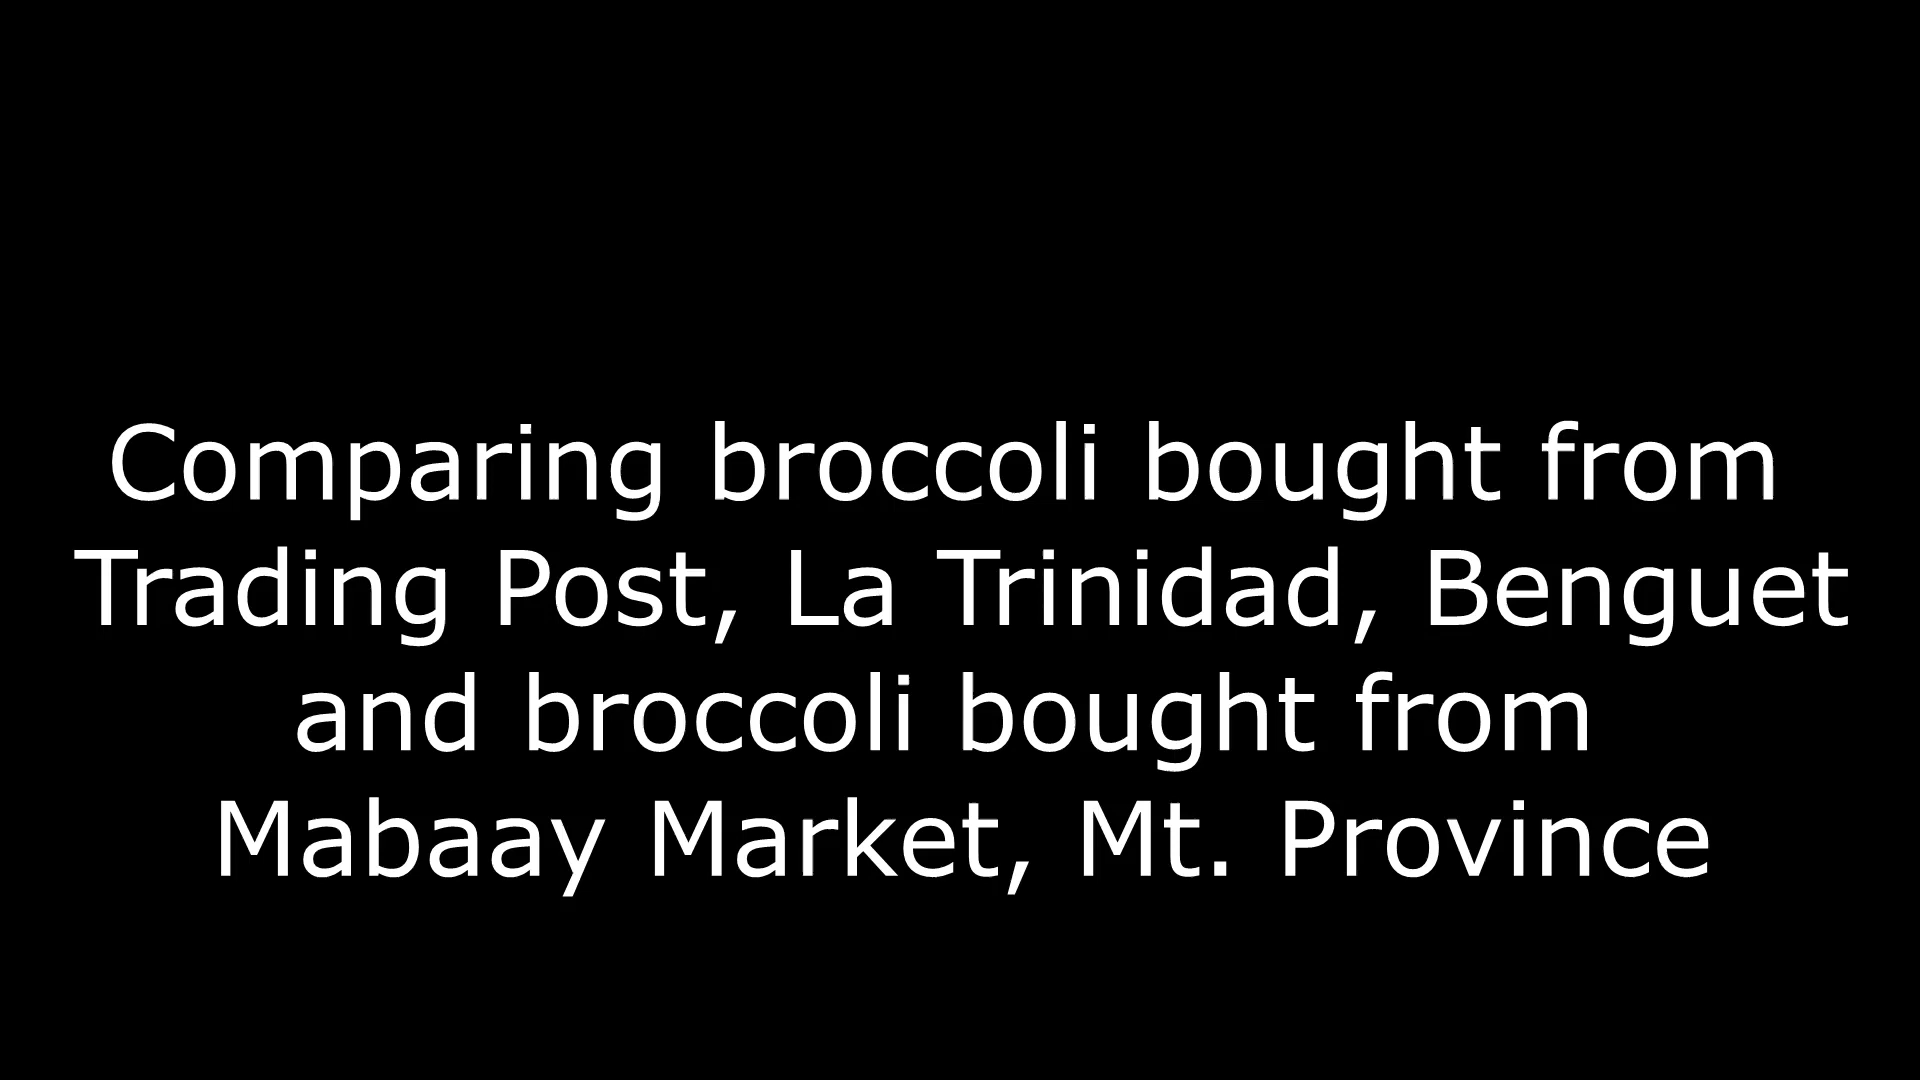 Comparing broccoli bought from
Trading Post, La Trinidad, Benguet
and broccoli bought from
Mabaay Market, Mt. Province